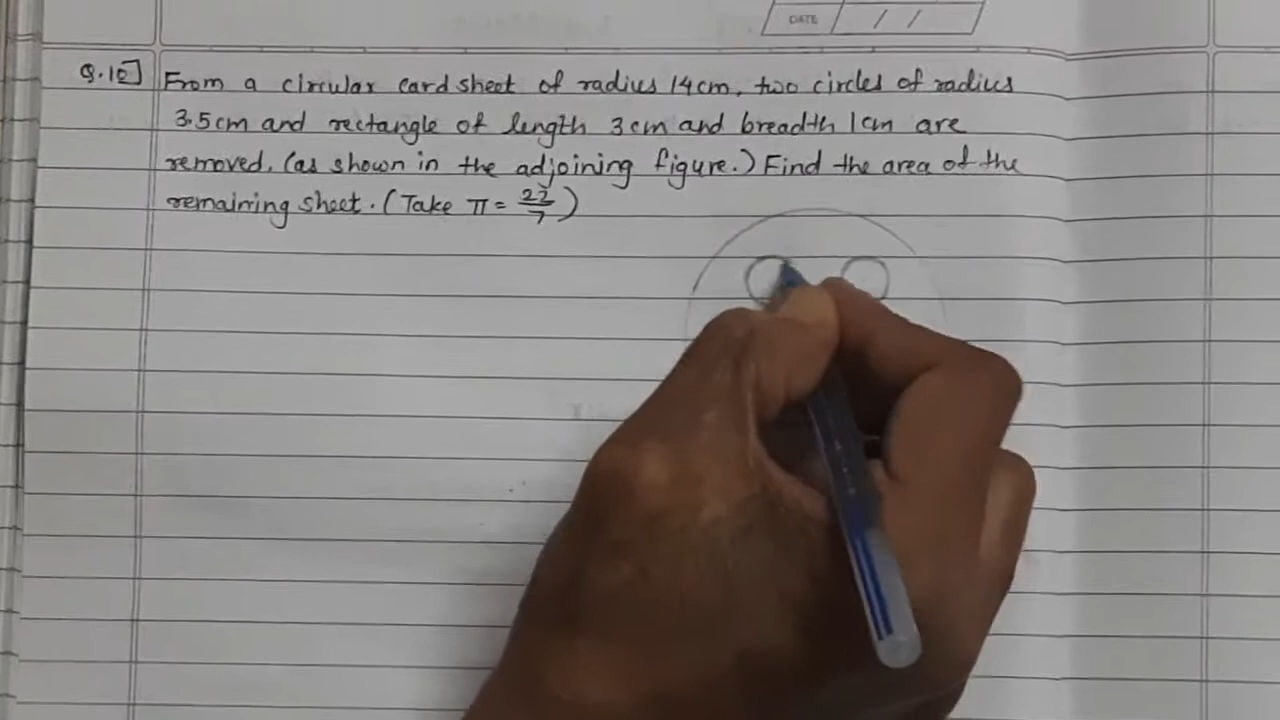 DATE / /
Q.10] From a circular card sheet of radius 14cm, two circles of radius
3.5cm and rectangle of length 3cm and breadth 1cm are
removed. (as shown in the adjoining figure.) Find the area of the
remaining sheet. (Take π = 22/7)